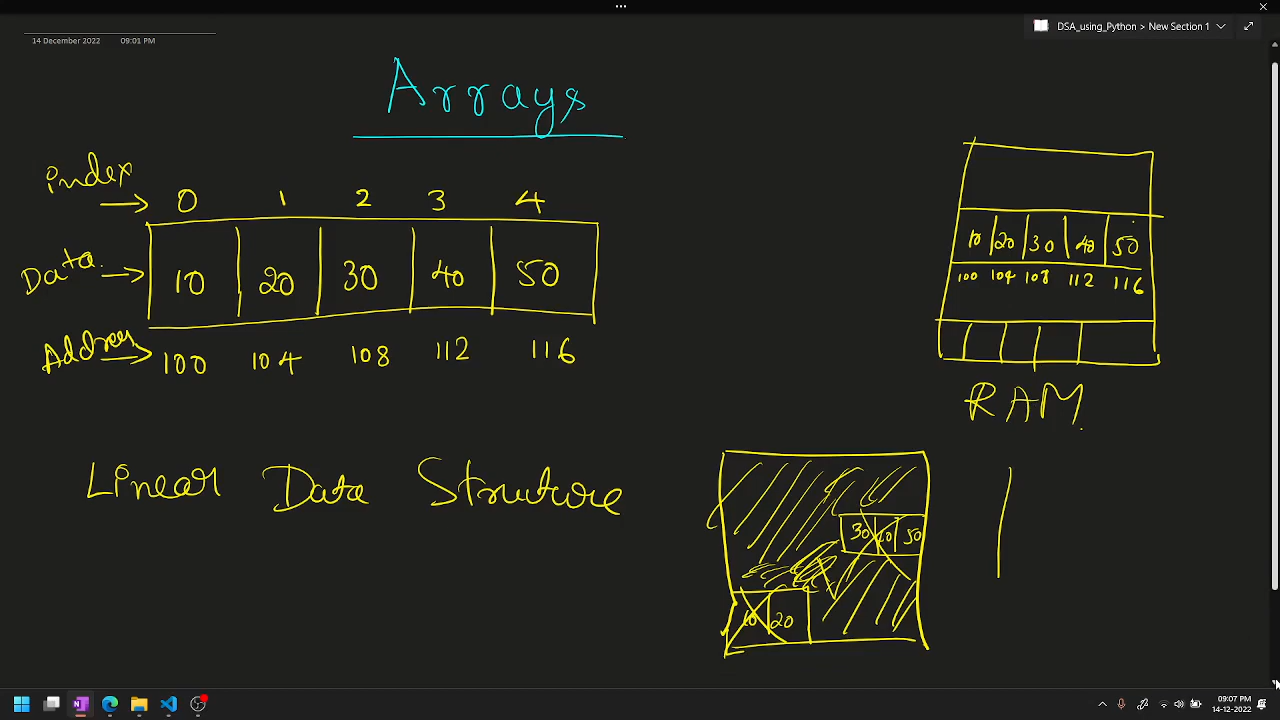 DSA_using_Python > New Section 1
14 December 2022 09:01 PM
Arrays
index → 0 1 2 3 4
Data → 10 20 30 40 50
Address → 100 104 108 112 116
10 20 30 40 50
100 104 108 112 116
RAM
Linear Data Structure
30 40 50
10 20
09:07 PM
14-12-2022